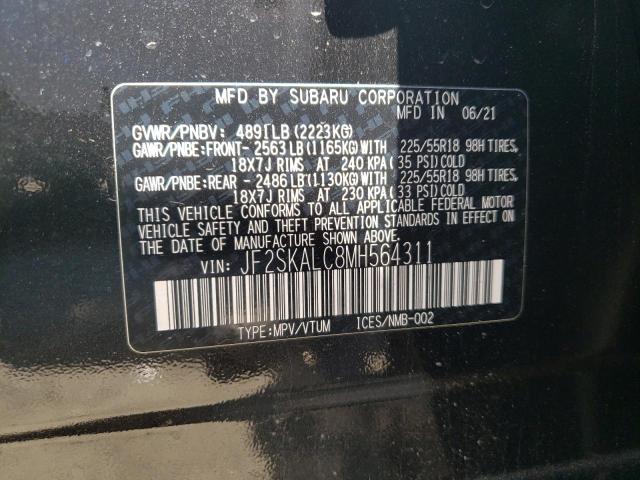 MFD BY SUBARU CORPORATION
MFD IN 06/21
GVWR/PNBV: 4891LB(2223KG)
GAWR/PNBE:FRONT- 2563LB(1165KG)WITH 225/55R18 98H TIRES,
18X7J RIMS AT 240 KPA(35 PSI)COLD
GAWR/PNBE:REAR - 2486LB(1130KG)WITH 225/55R18 98H TIRES,
18X7J RIMS AT 230 KPA(33 PSI)COLD
THIS VEHICLE CONFORMS TO ALL APPLICABLE FEDERAL MOTOR
VEHICLE SAFETY AND THEFT PREVENTION STANDARDS IN EFFECT
ON THE DATE OF MANUFACTURE SHOWN ABOVE.
VIN: JF2SKALC8MH564311
TYPE:MPV/VTUM ICES/NMB-002